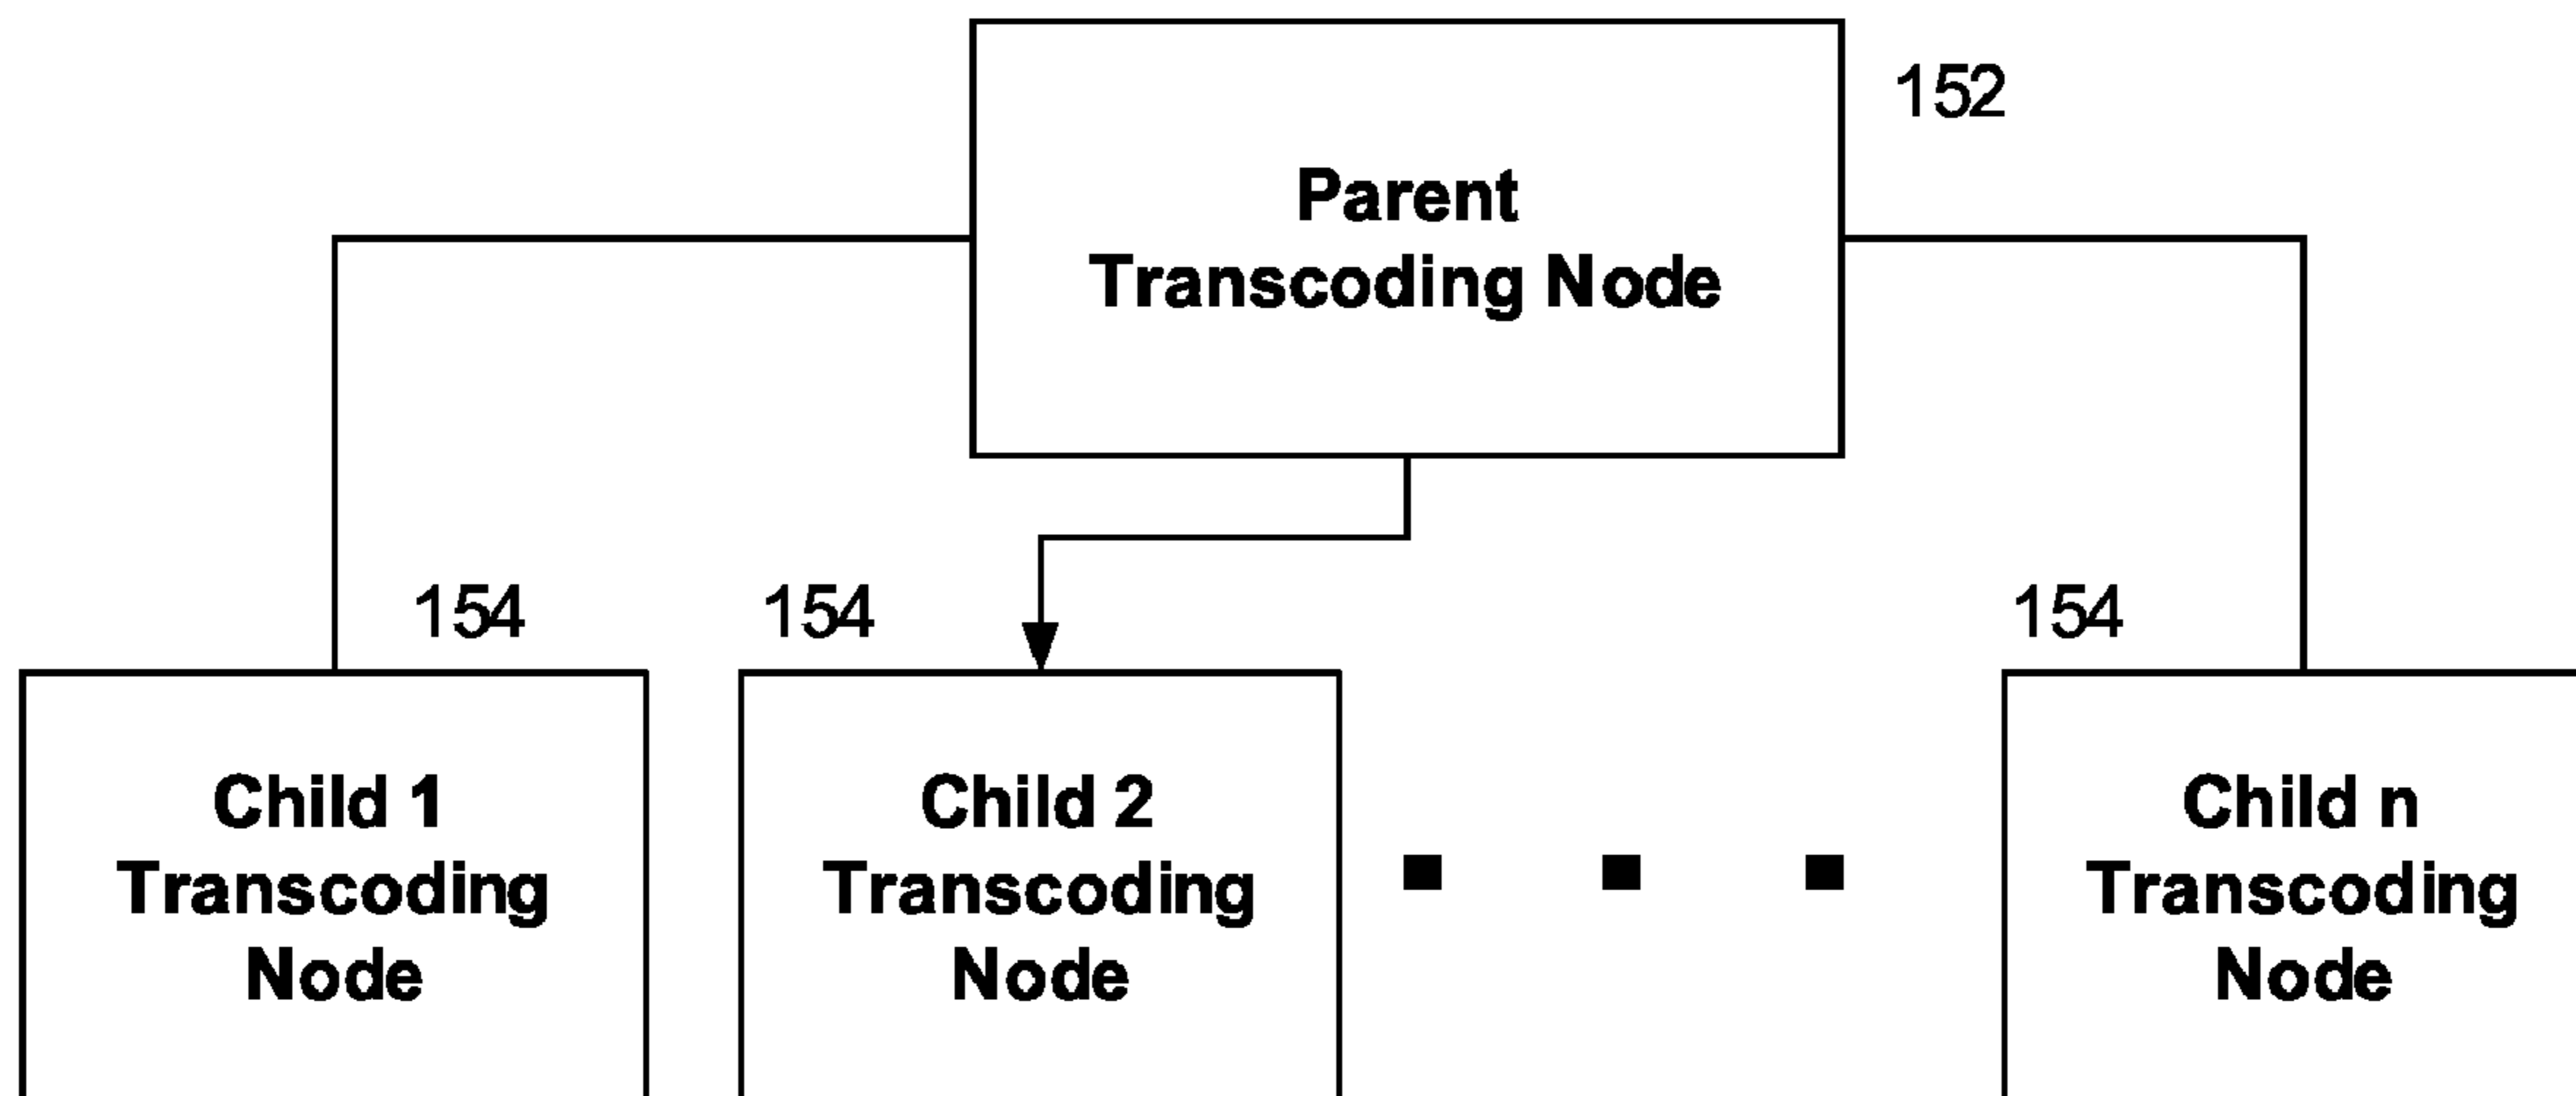 152
Parent
Transcoding Node
154
154
154
Child 1
Transcoding
Node
Child 2
Transcoding
Node
Child n
Transcoding
Node